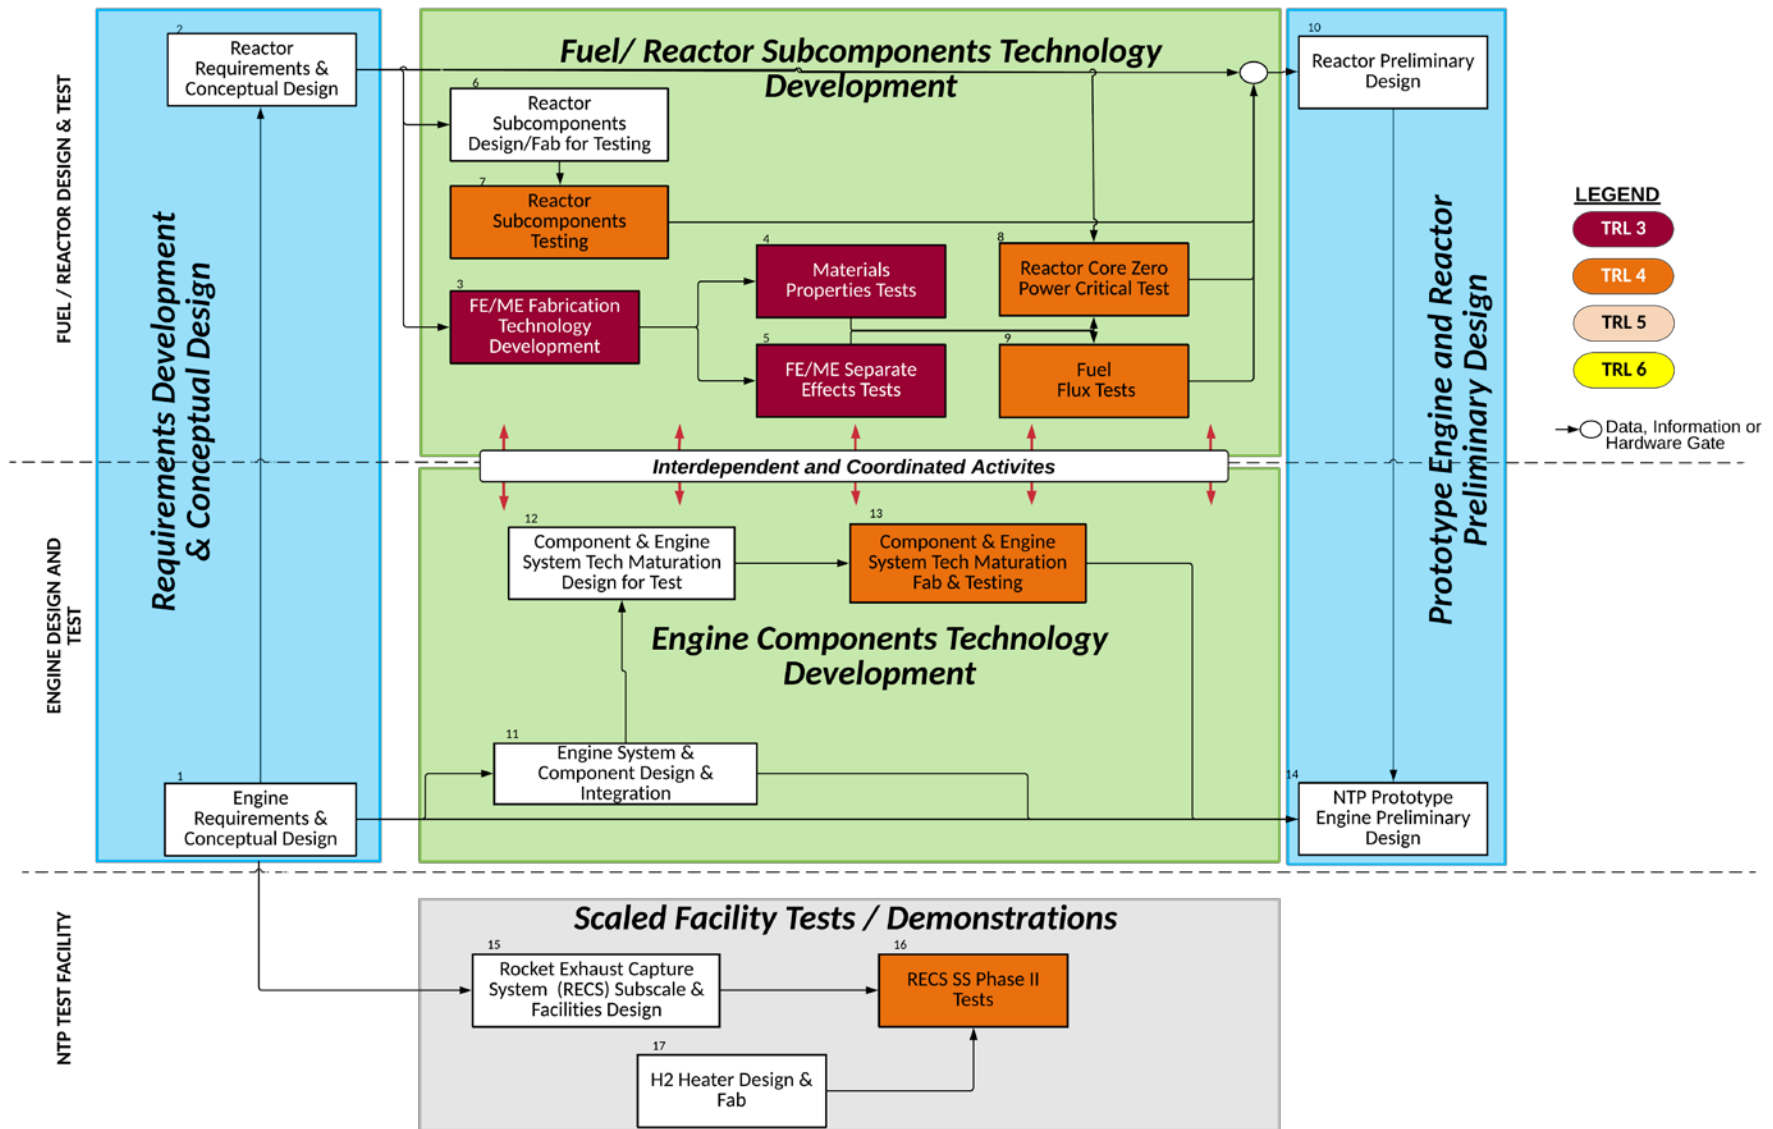 FUEL / REACTOR DESIGN & TEST
ENGINE DESIGN AND
TEST
NTP TEST FACILITY
Requirements Development
& Conceptual Design
2
Reactor
Requirements &
Conceptual Design
1
Engine
Requirements &
Conceptual Design
Fuel/ Reactor Subcomponents Technology
Development
6
Reactor
Subcomponents
Design/Fab for Testing
7
Reactor
Subcomponents
Testing
3
FE/ME Fabrication
Technology
Development
4
Materials
Properties Tests
5
FE/ME Separate
Effects Tests
8
Reactor Core Zero
Power Critical Test
9
Fuel
Flux Tests
Interdependent and Coordinated Activites
12
Component & Engine
System Tech Maturation
Design for Test
13
Component & Engine
System Tech Maturation
Fab & Testing
Engine Components Technology
Development
11
Engine System &
Component Design &
Integration
Scaled Facility Tests / Demonstrations
15
Rocket Exhaust Capture
System (RECS) Subscale &
Facilities Design
16
RECS SS Phase II
Tests
17
H2 Heater Design &
Fab
10
Reactor Preliminary
Design
Prototype Engine and Reactor
Preliminary Design
14
NTP Prototype
Engine Preliminary
Design
LEGEND
TRL 3
TRL 4
TRL 5
TRL 6
Data, Information or
Hardware Gate